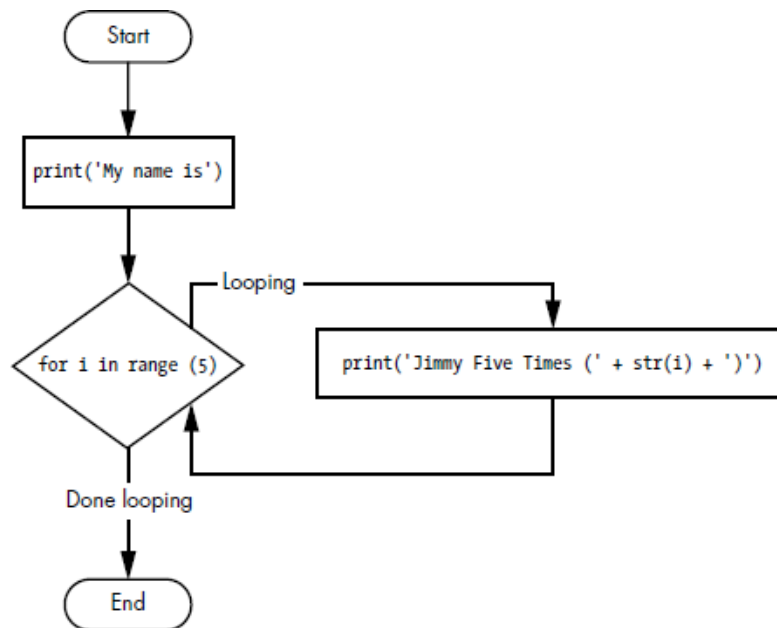 Start
print('My name is')
Looping
for i in range (5)
print('Jimmy Five Times (' + str(i) + ')')
Done looping
End